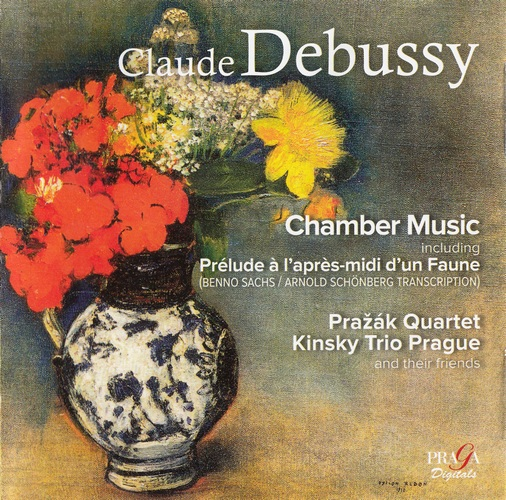 Claude Debussy
Chamber Music
including
Prélude à l'après-midi d'un Faune
(BENNO SACHS / ARNOLD SCHÖNBERG TRANSCRIPTION)
Pražák Quartet
Kinsky Trio Prague
and their friends
PRAGA
Digitals